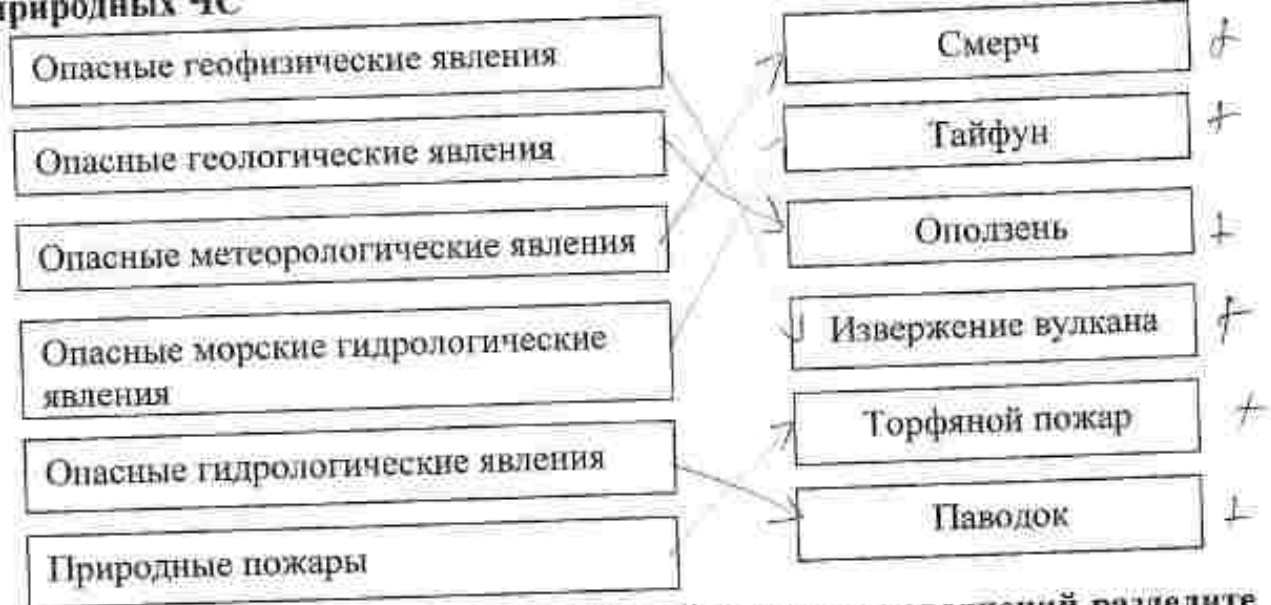 природных ЧС
Опасные геофизические явления
Опасные геологические явления
Опасные метеорологические явления
Опасные морские гидрологические
явления
Опасные гидрологические явления
Природные пожары
Смерч
+
Тайфун
+
Оползень
+
Извержение вулкана
+
Торфяной пожар
+
Паводок
+
разделите